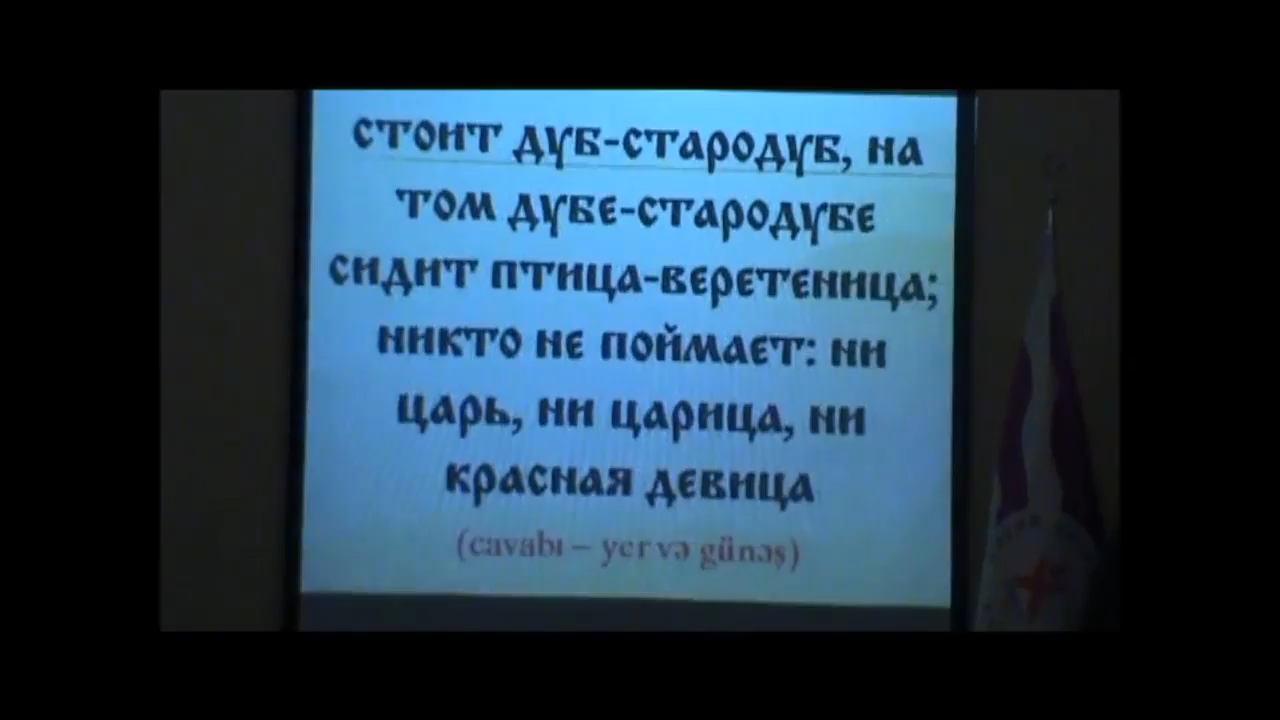 стоит дуб-стародуб, на
том дубе-стародубе
сидит птица-веретеница;
никто не поймает: ни
царь, ни царица, ни
красная девица
(cavabı – yer və günəş)